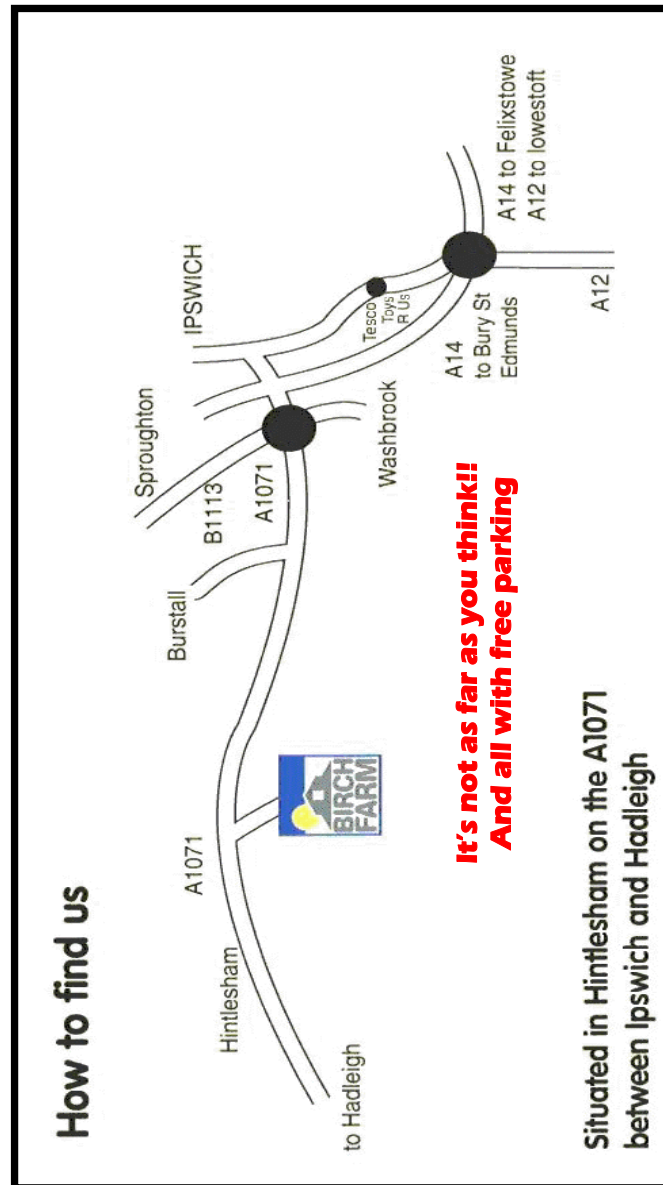 How to find us
IPSWICH
Sproughton
B1113
A1071
Burstall
A1071
Hintlesham
to Hadleigh
BIRCH
FARM
Tesco
Toys
R Us
Washbrook
A14
to Bury St
Edmunds
A14 to Felixstowe
A12 to lowestoft
A12
It's not as far as you think!!
And all with free parking
Situated in Hintlesham on the A1071
between Ipswich and Hadleigh